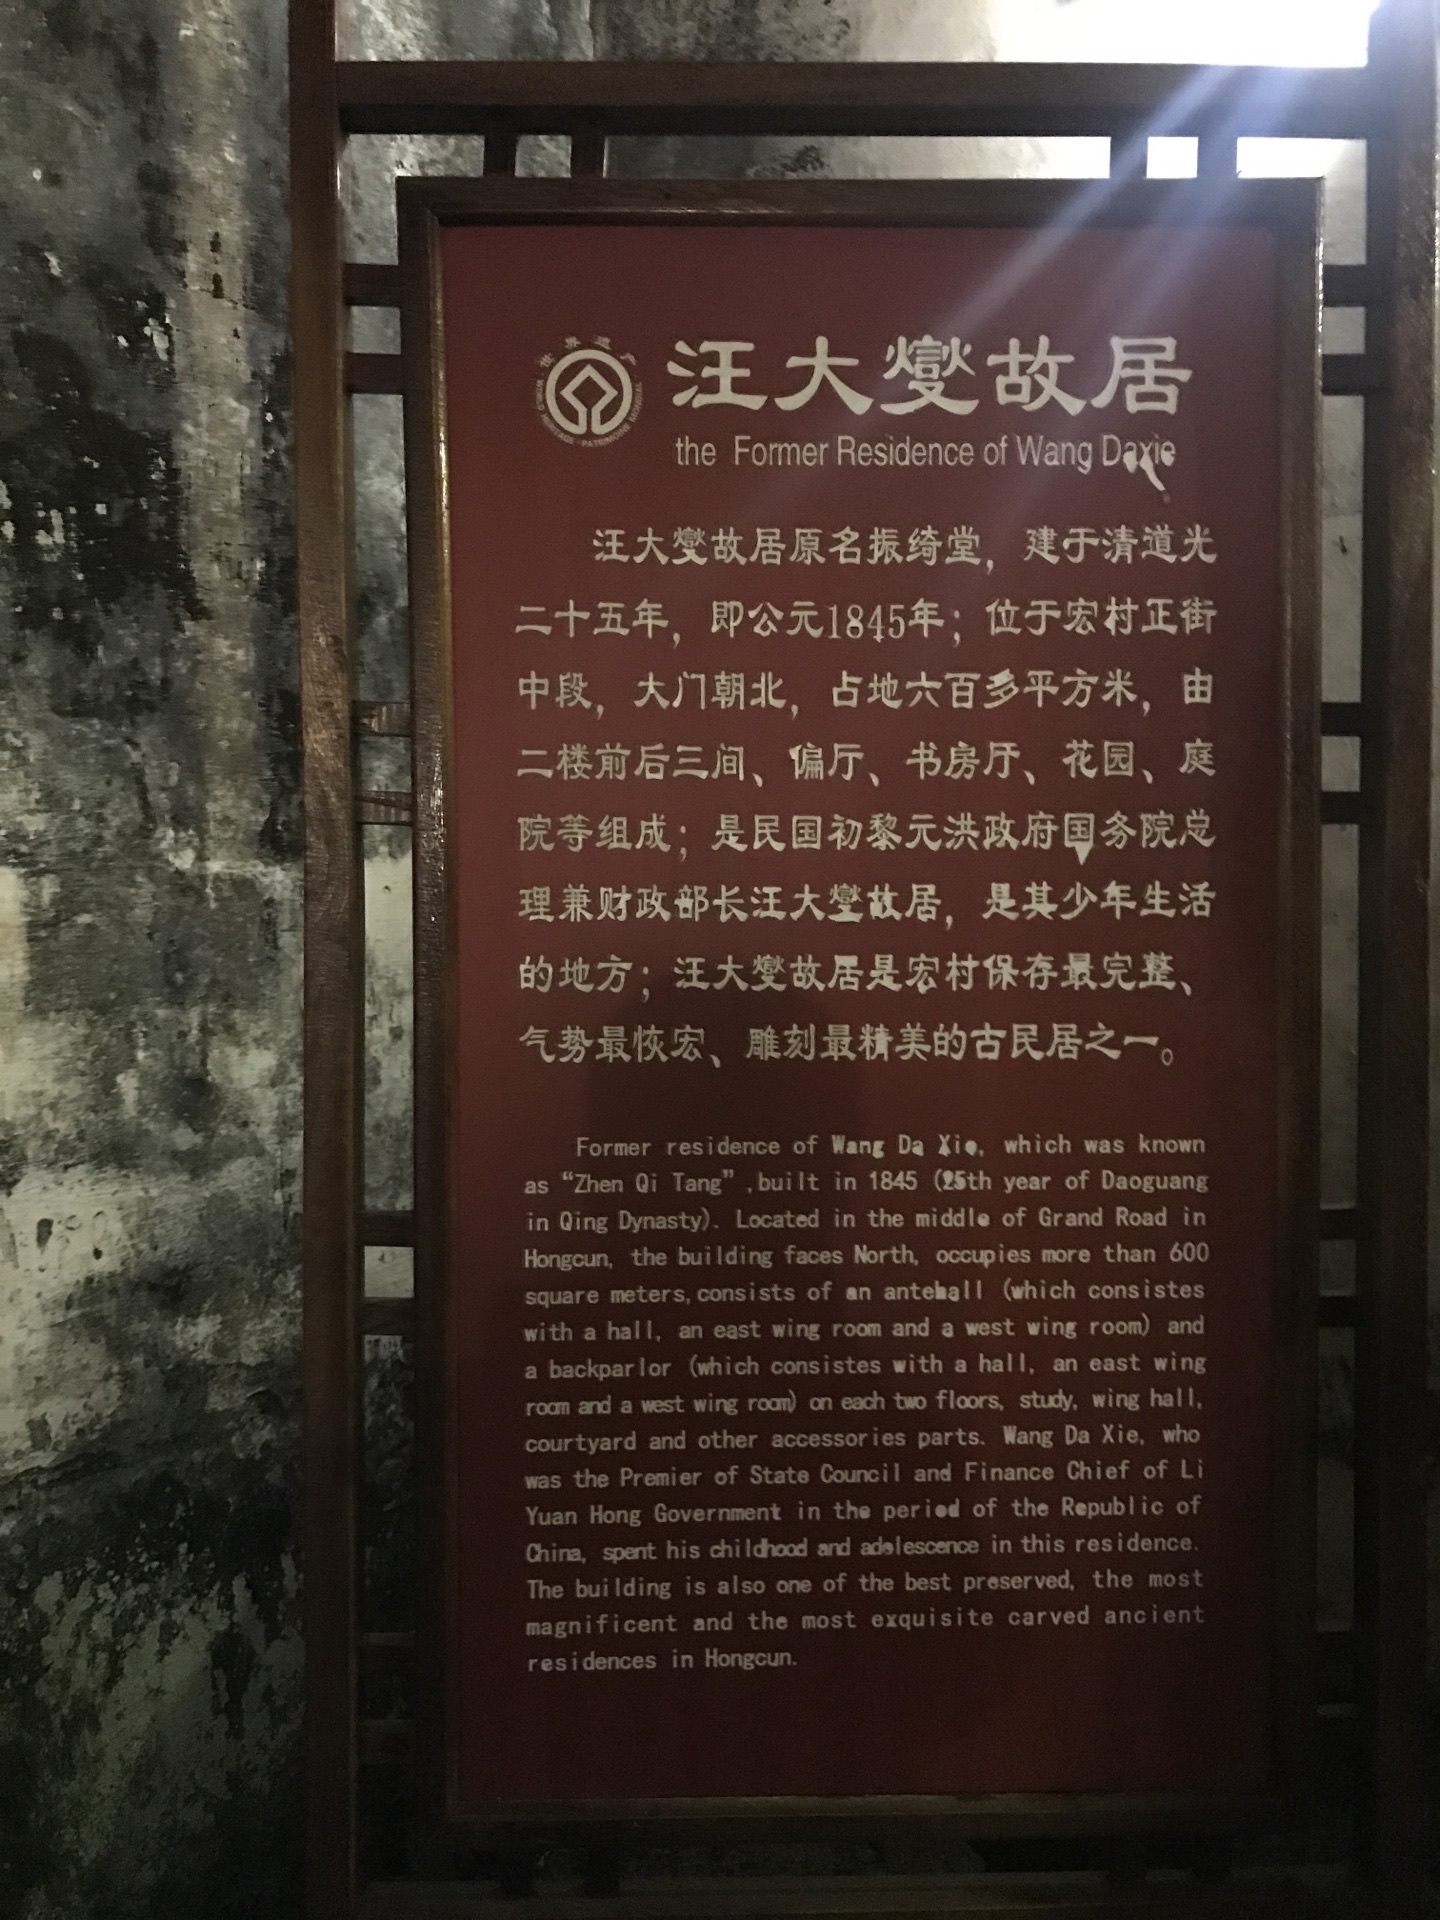 世界遗产
WORLD HERITAGE · PATRIMOINE MONDIAL
汪大燮故居
the Former Residence of Wang Daxie
汪大燮故居原名振绮堂，建于清道光
二十五年，即公元1845年；位于宏村正街
中段，大门朝北，占地六百多平方米，由
二楼前后三间、偏厅、书房厅、花园、庭
院等组成；是民国初黎元洪政府国务院总
理兼财政部长汪大燮故居，是其少年生活
的地方；汪大燮故居是宏村保存最完整、
气势最恢宏、雕刻最精美的古民居之一。
Former residence of Wang Da Xie, which was known
as “Zhen Qi Tang”,built in 1845 (25th year of Daoguang
in Qing Dynasty). Located in the middle of Grand Road in
Hongcun, the building faces North, occupies more than 600
square meters,consists of an antehall (which consistes
with a hall, an east wing room and a west wing room) and
a backparlor (which consistes with a hall, an east wing
room and a west wing room) on each two floors, study, wing hall,
courtyard and other accessories parts. Wang Da Xie, who
was the Premier of State Council and Finance Chief of Li
Yuan Hong Government in the period of the Republic of
China, spent his childhood and adolescence in this residence.
The building is also one of the best preserved, the most
magnificent and the most exquisite carved ancient
residences in Hongcun.